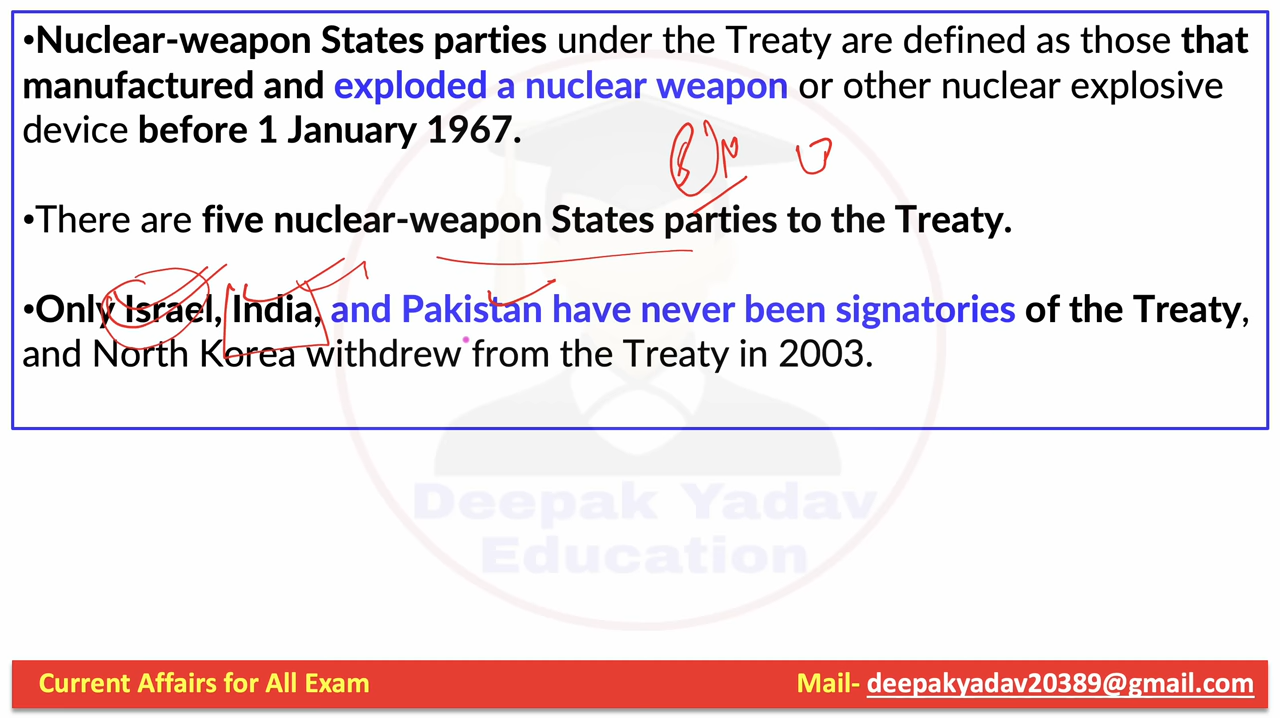 •Nuclear-weapon States parties under the Treaty are defined as those that
manufactured and exploded a nuclear weapon or other nuclear explosive
device before 1 January 1967.
•There are five nuclear-weapon States parties to the Treaty.
•Only Israel, India, and Pakistan have never been signatories of the Treaty,
and North Korea withdrew from the Treaty in 2003.
Deepak Yadav
Education
Current Affairs for All Exam
Mail- deepakyadav20389@gmail.com